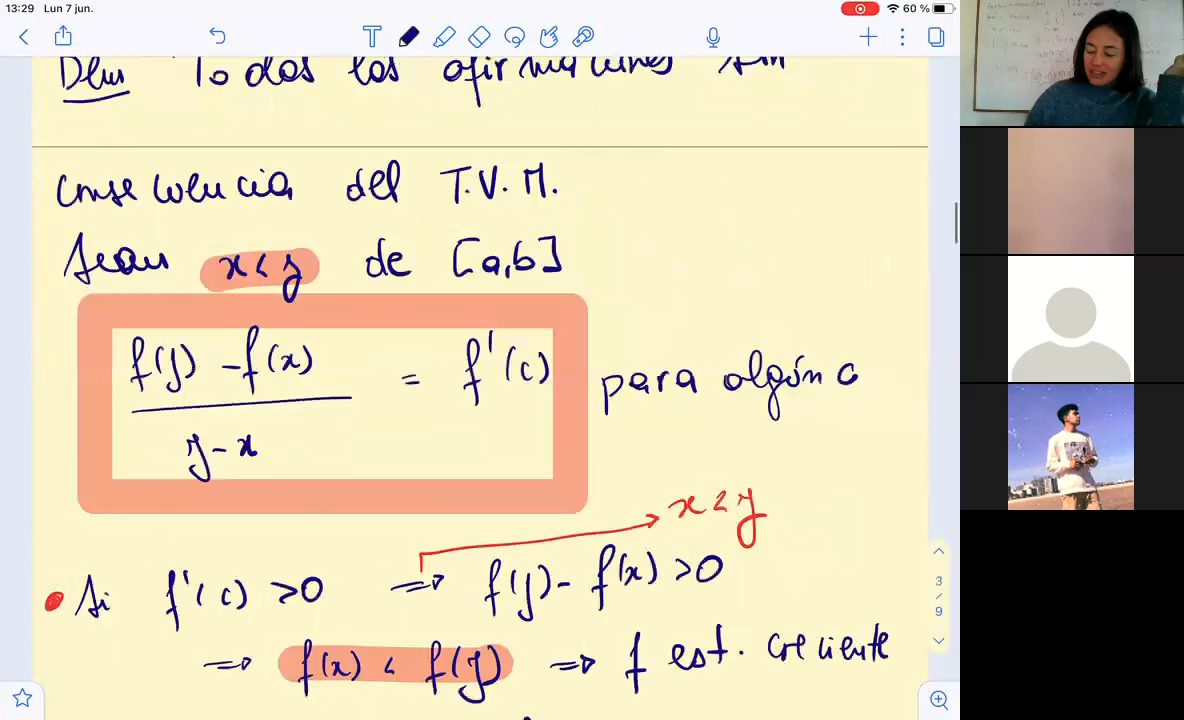 13:29 Lun 7 jun. 60 %
Dem Todas las afirmaciones
Consecuencia del T.V.M.
Sean x < y de [a,b]
f(y) - f(x)
= f'(c) para algún c
y - x
x < y
Si f'(c) > 0 ⇒ f(y) - f(x) > 0
⇒ f(x) < f(y) ⇒ f est. creciente
3
/
9